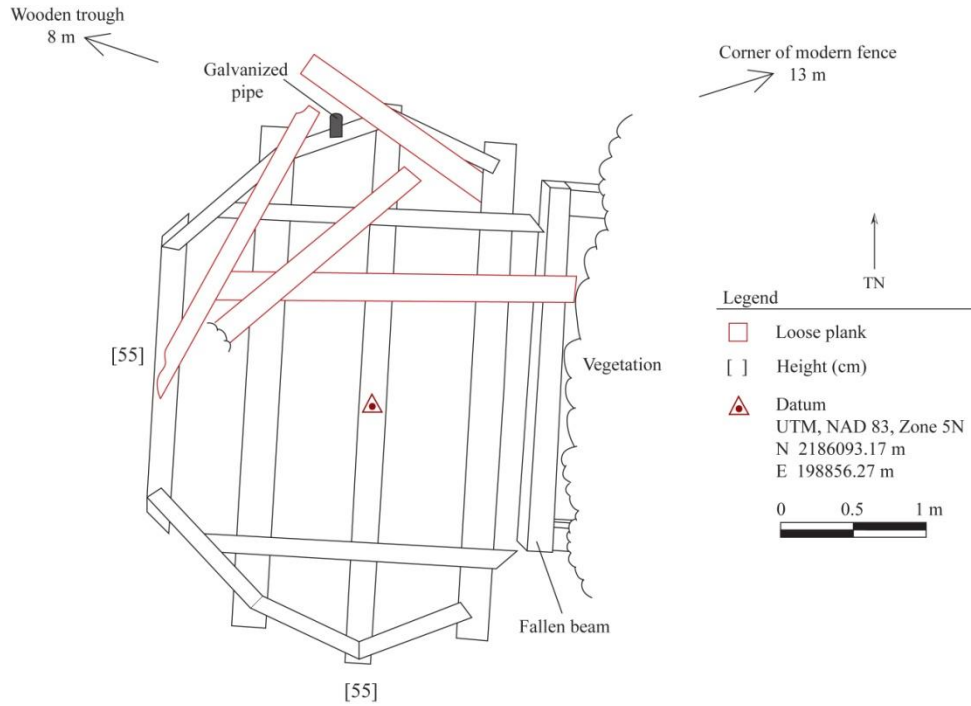 Wooden trough
8 m
Galvanized
pipe
Corner of modern fence
13 m
TN
[55]
Vegetation
Fallen beam
[55]
Legend
Loose plank
[ ] Height (cm)
Datum
UTM, NAD 83, Zone 5N
N 2186093.17 m
E 198856.27 m
0 0.5 1 m